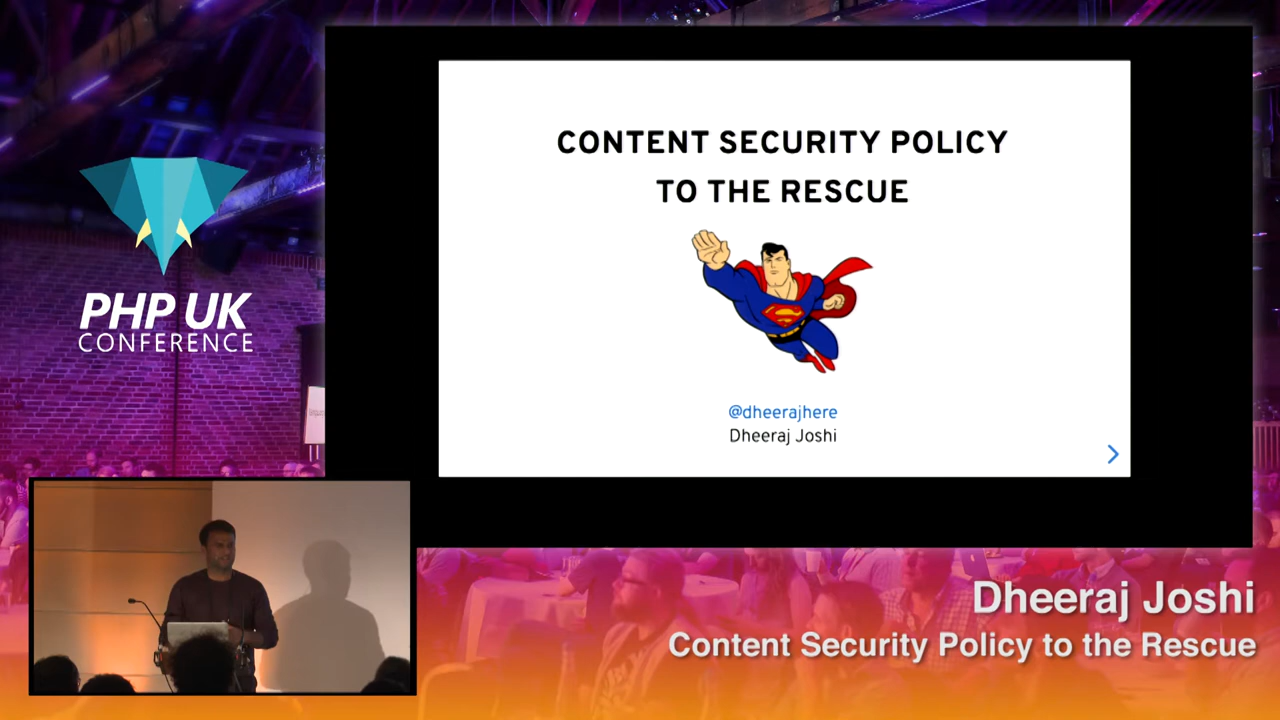 CONTENT SECURITY POLICY
TO THE RESCUE
@dheerajhere
Dheeraj Joshi
PHP UK
CONFERENCE
Dheeraj Joshi
Content Security Policy to the Rescue